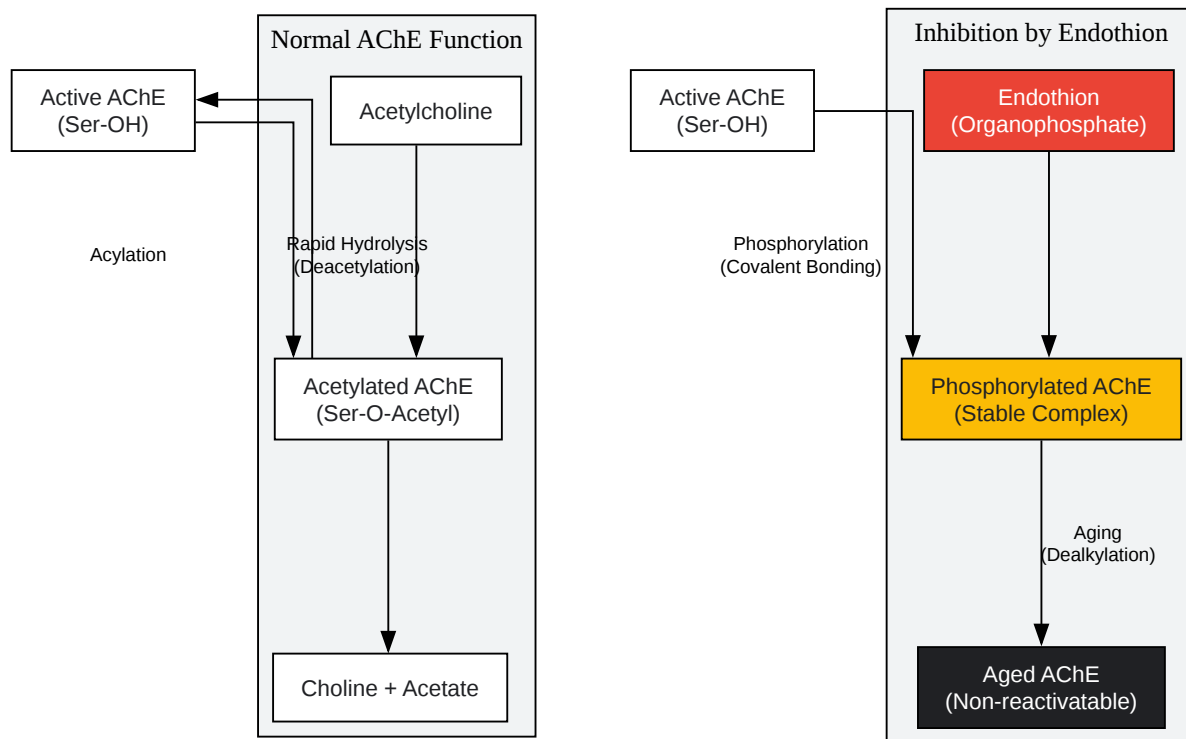 Normal AChE Function
Active AChE
(Ser-OH)
Acetylcholine
Acylation
Rapid Hydrolysis
(Deacetylation)
Acetylated AChE
(Ser-O-Acetyl)
Choline + Acetate
Inhibition by Endothion
Active AChE
(Ser-OH)
Endothion
(Organophosphate)
Phosphorylation
(Covalent Bonding)
Phosphorylated AChE
(Stable Complex)
Aging
(Dealkylation)
Aged AChE
(Non-reactivatable)